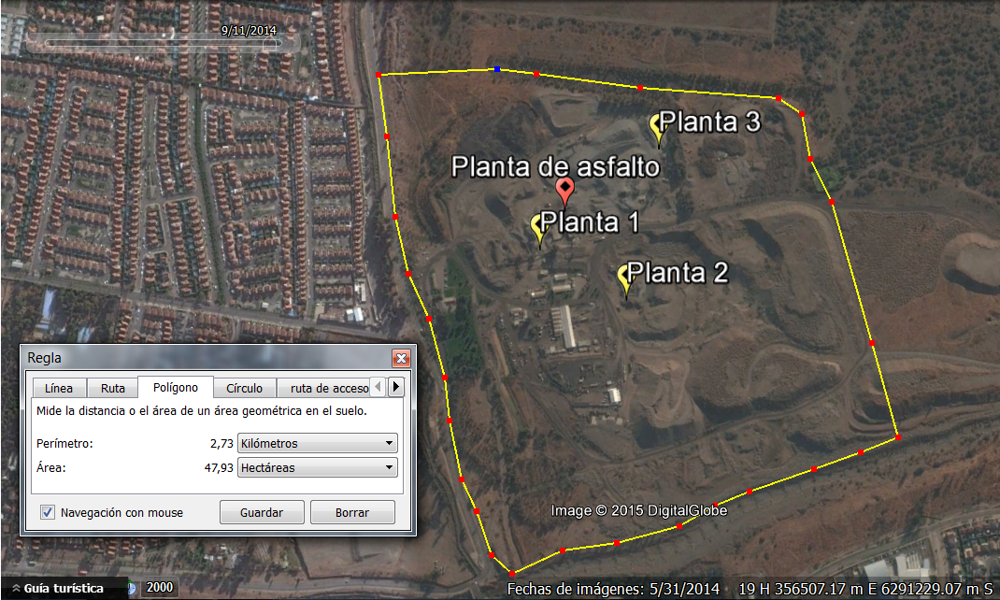 9/11/2014
Planta 3
Planta de asfalto
Planta 1
Planta 2
Regla
Línea Ruta Polígono Círculo ruta de acceso
Mide la distancia o el área de un área geométrica en el suelo.
Perímetro: 2,73 Kilómetros
Área: 47,93 Hectáreas
Navegación con mouse Guardar Borrar
Image © 2015 DigitalGlobe
Guía turística 2000 Fechas de imágenes: 5/31/2014 19 H 356507.17 m E 6291229.07 m S